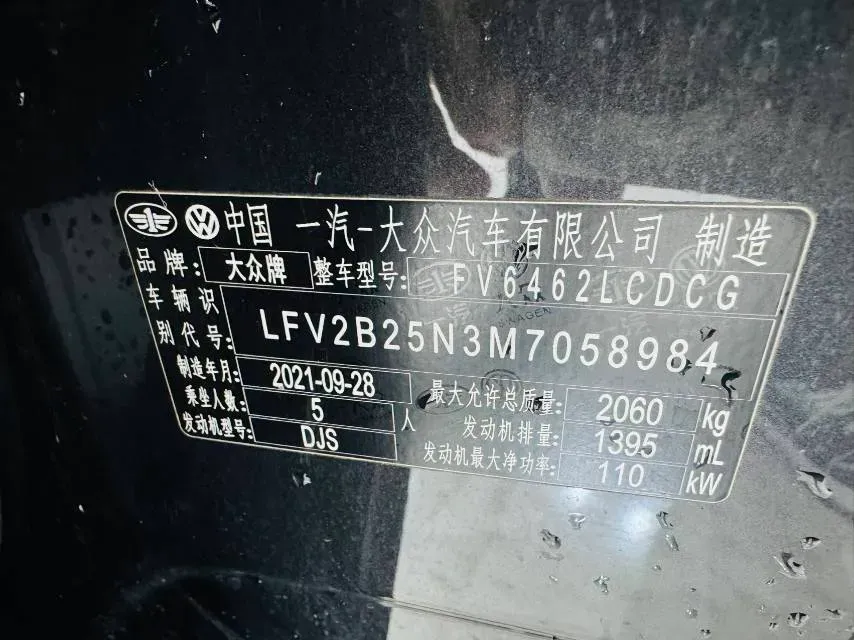 中国 一汽-大众汽车有限公司 制造
品牌: 大众牌 整车型号: FV6462LCDCG
车辆识别代号: LFV2B25N3M7058984
制造年月: 2021-09-28 最大允许总质量: 2060 kg
乘坐人数: 5 人 发动机排量: 1395 mL
发动机型号: DJS 发动机最大净功率: 110 kW